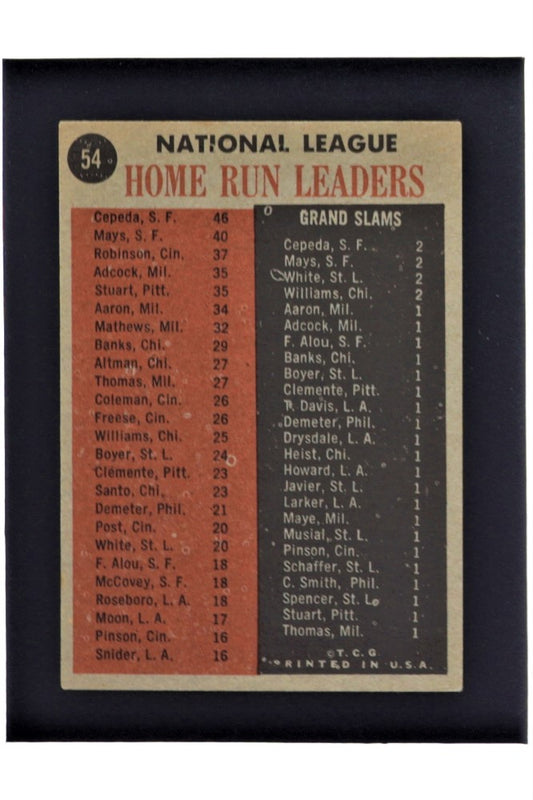 54
NATIONAL LEAGUE
HOME RUN LEADERS
Cepeda, S. F. 46
Mays, S. F. 40
Robinson, Cin. 37
Adcock, Mil. 35
Stuart, Pitt. 35
Aaron, Mil. 34
Mathews, Mil. 32
Banks, Chi. 29
Altman, Chi. 27
Thomas, Mil. 27
Coleman, Cin. 26
Freese, Cin. 26
Williams, Chi. 25
Boyer, St. L. 24
Clemente, Pitt. 23
Santo, Chi. 23
Demeter, Phil. 21
Post, Cin. 20
White, St. L. 20
F. Alou, S. F. 18
McCovey, S. F. 18
Roseboro, L. A. 18
Moon, L. A. 17
Pinson, Cin. 16
Snider, L. A. 16
GRAND SLAMS
Cepeda, S. F. 2
Mays, S. F. 2
White, St. L. 2
Williams, Chi. 2
Aaron, Mil. 1
Adcock, Mil. 1
F. Alou, S. F. 1
Banks, Chi. 1
Boyer, St. L. 1
Clemente, Pitt. 1
T. Davis, L. A. 1
Demeter, Phil. 1
Drysdale, L. A. 1
Heist, Chi. 1
Howard, L. A. 1
Javier, St. L. 1
Larker, L. A. 1
Maye, Mil. 1
Musial, St. L. 1
Pinson, Cin. 1
Schaffer, St. L. 1
C. Smith, Phil. 1
Spencer, St. L. 1
Stuart, Pitt. 1
Thomas, Mil. 1
©T.C.G
PRINTED IN U.S.A.